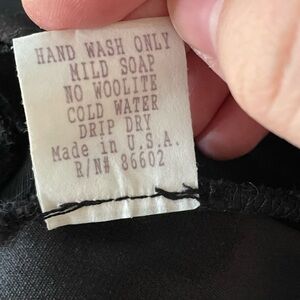 HAND WASH ONLY
MILD SOAP
NO WOOLITE
COLD WATER
DRIP DRY
Made in U.S.A.
R/N# 86602